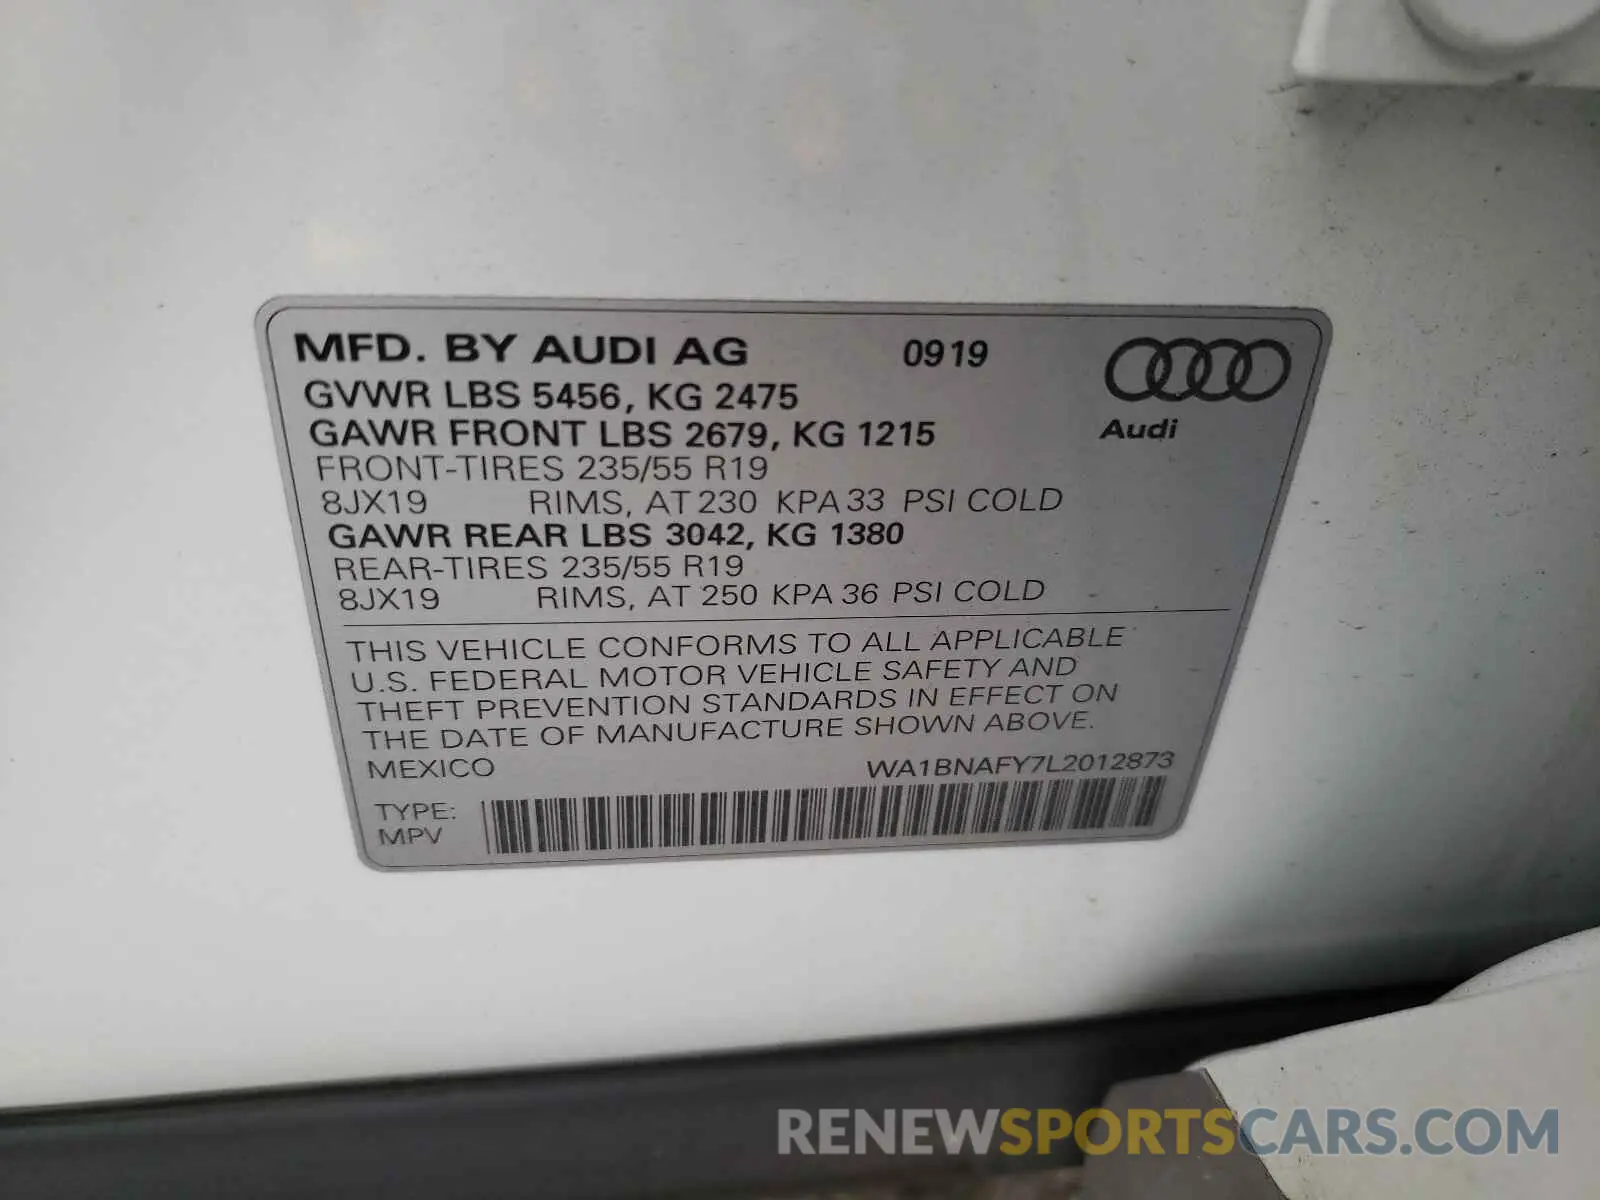 MFD. BY AUDI AG 0919
GVWR LBS 5456, KG 2475
GAWR FRONT LBS 2679, KG 1215
Audi
FRONT-TIRES 235/55 R19
8JX19 RIMS, AT 230 KPA 33 PSI COLD
GAWR REAR LBS 3042, KG 1380
REAR-TIRES 235/55 R19
8JX19 RIMS, AT 250 KPA 36 PSI COLD
THIS VEHICLE CONFORMS TO ALL APPLICABLE
U.S. FEDERAL MOTOR VEHICLE SAFETY AND
THEFT PREVENTION STANDARDS IN EFFECT ON
THE DATE OF MANUFACTURE SHOWN ABOVE.
MEXICO WA1BNAFY7L2012873
TYPE:
MPV
RENEWSPORTSCARS.COM